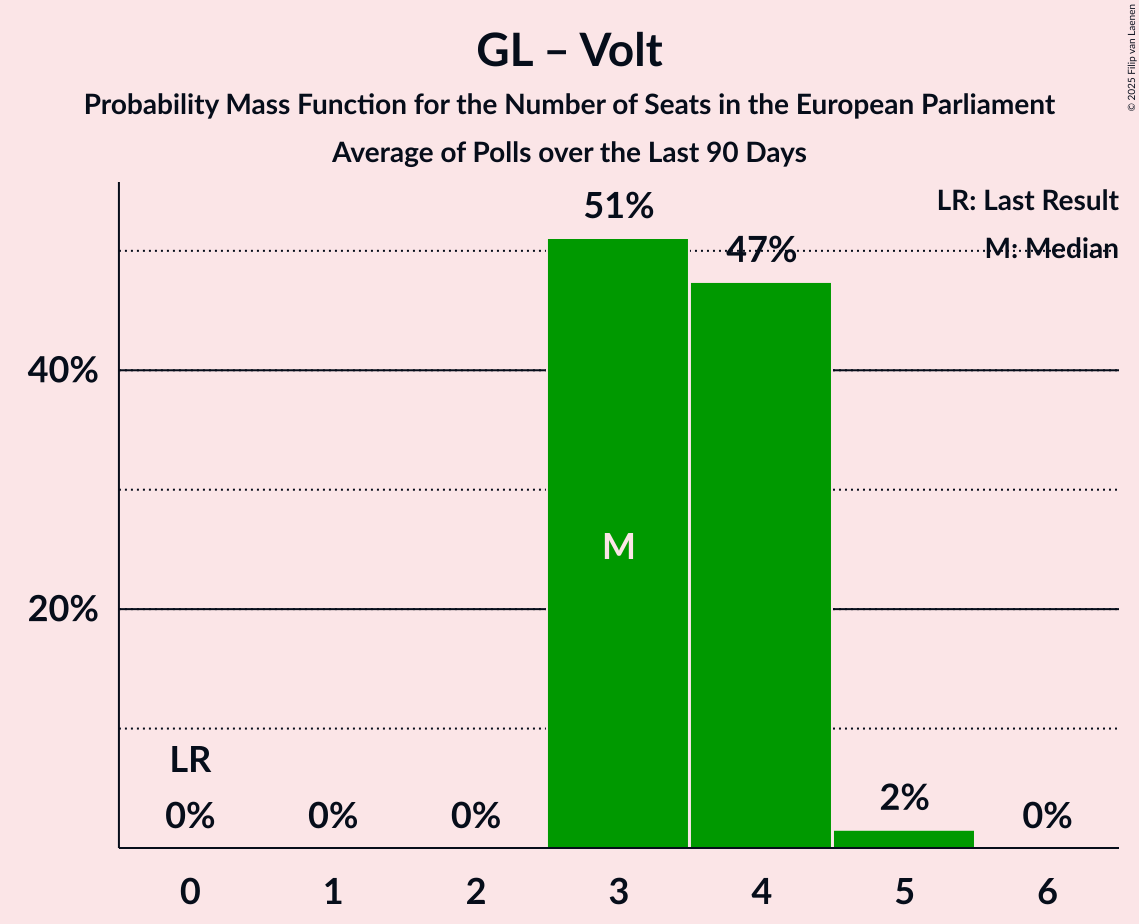 GL – Volt
Probability Mass Function for the Number of Seats in the European Parliament
Average of Polls over the Last 90 Days
© 2025 Filip van Laenen
LR: Last Result
M: Median
51%
47%
40%
M
20%
LR
0%
0%
0%
2%
0%
0
1
2
3
4
5
6